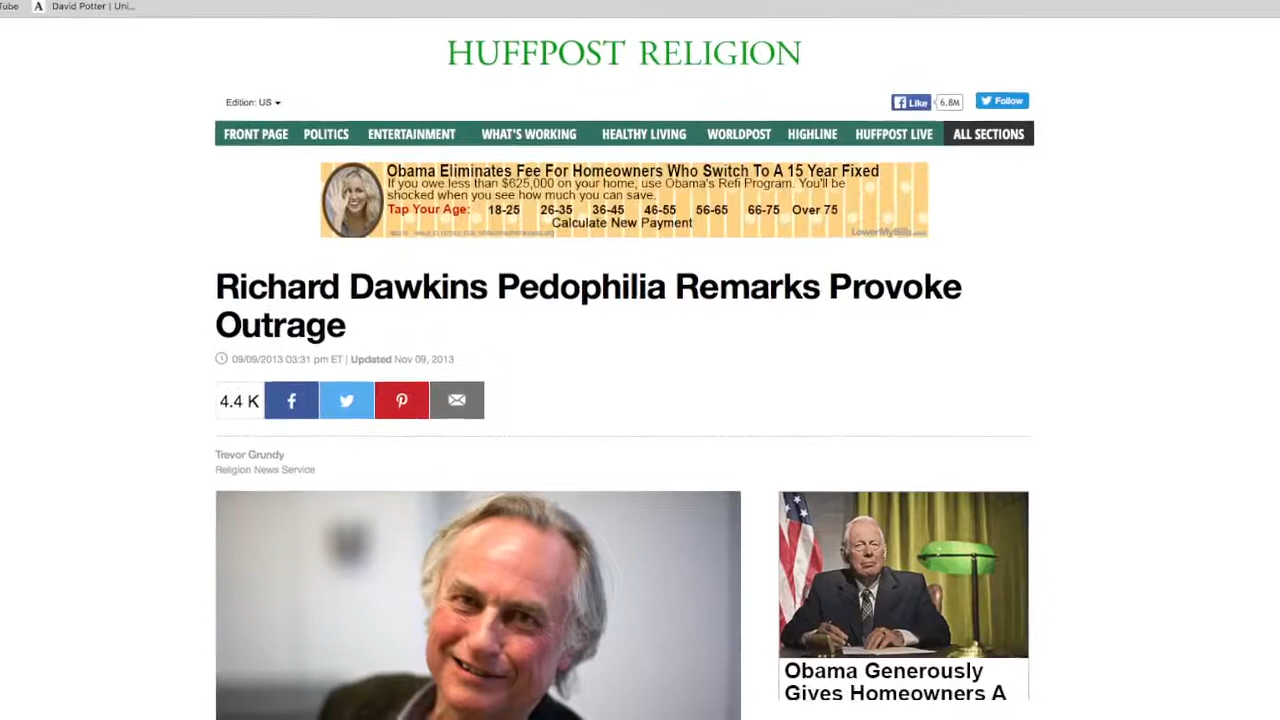 Tube A David Potter | Uni...
HUFFPOST RELIGION
Edition: US
Like 6.8M Follow
FRONT PAGE POLITICS ENTERTAINMENT WHAT'S WORKING HEALTHY LIVING WORLDPOST HIGHLINE HUFFPOST LIVE ALL SECTIONS
Obama Eliminates Fee For Homeowners Who Switch To A 15 Year Fixed
If you owe less than $625,000 on your home, use Obama's Refi Program. You'll be
shocked when you see how much you can save.
Tap Your Age: 18-25 26-35 36-45 46-55 56-65 66-75 Over 75
Calculate New Payment
LowerMyBills.com
Richard Dawkins Pedophilia Remarks Provoke
Outrage
09/09/2013 03:31 pm ET | Updated Nov 09, 2013
4.4 K
Trevor Grundy
Religion News Service
Obama Generously
Gives Homeowners A